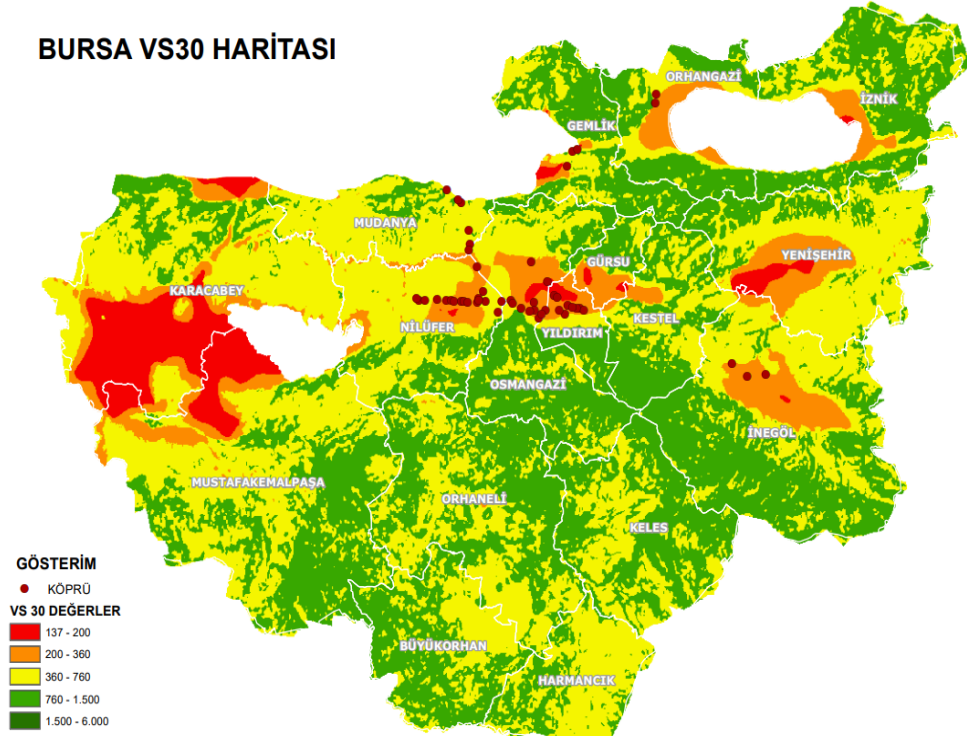 BURSA VS30 HARİTASI
ORHANGAZİ
İZNİK
GEMLİK
MUDANYA
GÜRSU
YENİŞEHİR
KARACABEY
NİLÜFER
YILDIRIM
KESTEL
OSMANGAZİ
İNEGÖL
MUSTAFAKEMALPAŞA
ORHANELİ
KELES
BÜYÜKORHAN
HARMANCIK
GÖSTERİM
KÖPRÜ
VS 30 DEĞERLER
137 - 200
200 - 360
360 - 760
760 - 1.500
1.500 - 6.000